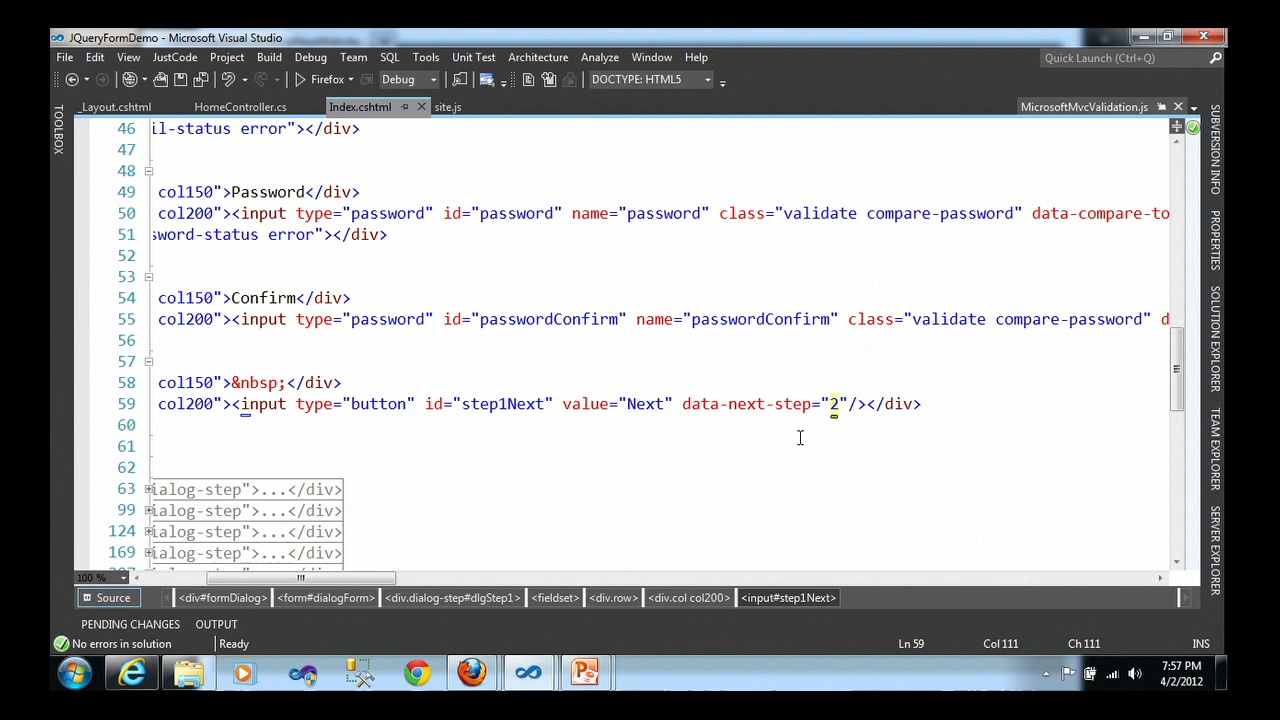 JQueryFormDemo - Microsoft Visual Studio
File Edit View JustCode Project Build Debug Team SQL Tools Unit Test Architecture Analyze Window Help
Quick Launch (Ctrl+Q)
Firefox Debug DOCTYPE: HTML5
_Layout.cshtml HomeController.cs Index.cshtml site.js MicrosoftMvcValidation.js
TOOLBOX
46 il-status error"></div>
47
48
49 col150">Password</div>
50 col200"><input type="password" id="password" name="password" class="validate compare-password" data-compare-to
51 sword-status error"></div>
52
53
54 col150">Confirm</div>
55 col200"><input type="password" id="passwordConfirm" name="passwordConfirm" class="validate compare-password" d
56
57
58 col150">&nbsp;</div>
59 col200"><input type="button" id="step1Next" value="Next" data-next-step="2"/></div>
60
61
62
63 ialog-step">...</div>
99 ialog-step">...</div>
124 ialog-step">...</div>
169 ialog-step">...</div>
SUBVERSION INFO
PROPERTIES
SOLUTION EXPLORER
TEAM EXPLORER
SERVER EXPLORER
100 %
Source <div#formDialog> <form#dialogForm> <div.dialog-step#dlgStep1> <fieldset> <div.row> <div.col col200> <input#step1Next>
PENDING CHANGES OUTPUT
No errors in solution Ready Ln 59 Col 111 Ch 111 INS
7:57 PM
4/2/2012